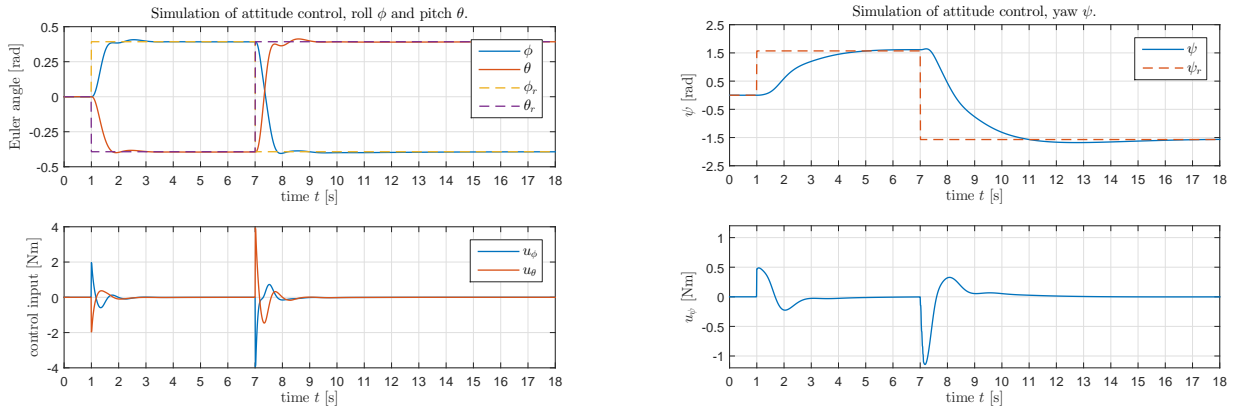 Simulation of attitude control, roll ϕ and pitch θ.
0.5
0.25
0
-0.25
-0.5
Euler angle [rad]
ϕ
θ
ϕ_r
θ_r
0 1 2 3 4 5 6 7 8 9 10 11 12 13 14 15 16 17 18
time t [s]
4
2
0
-2
-4
control input [Nm]
u_ϕ
u_θ
0 1 2 3 4 5 6 7 8 9 10 11 12 13 14 15 16 17 18
time t [s]
Simulation of attitude control, yaw ψ.
2.5
1.5
0.5
-0.5
-1.5
-2.5
ψ [rad]
ψ
ψ_r
0 1 2 3 4 5 6 7 8 9 10 11 12 13 14 15 16 17 18
time t [s]
1
0.5
0
-0.5
-1
u_ψ [Nm]
0 1 2 3 4 5 6 7 8 9 10 11 12 13 14 15 16 17 18
time t [s]